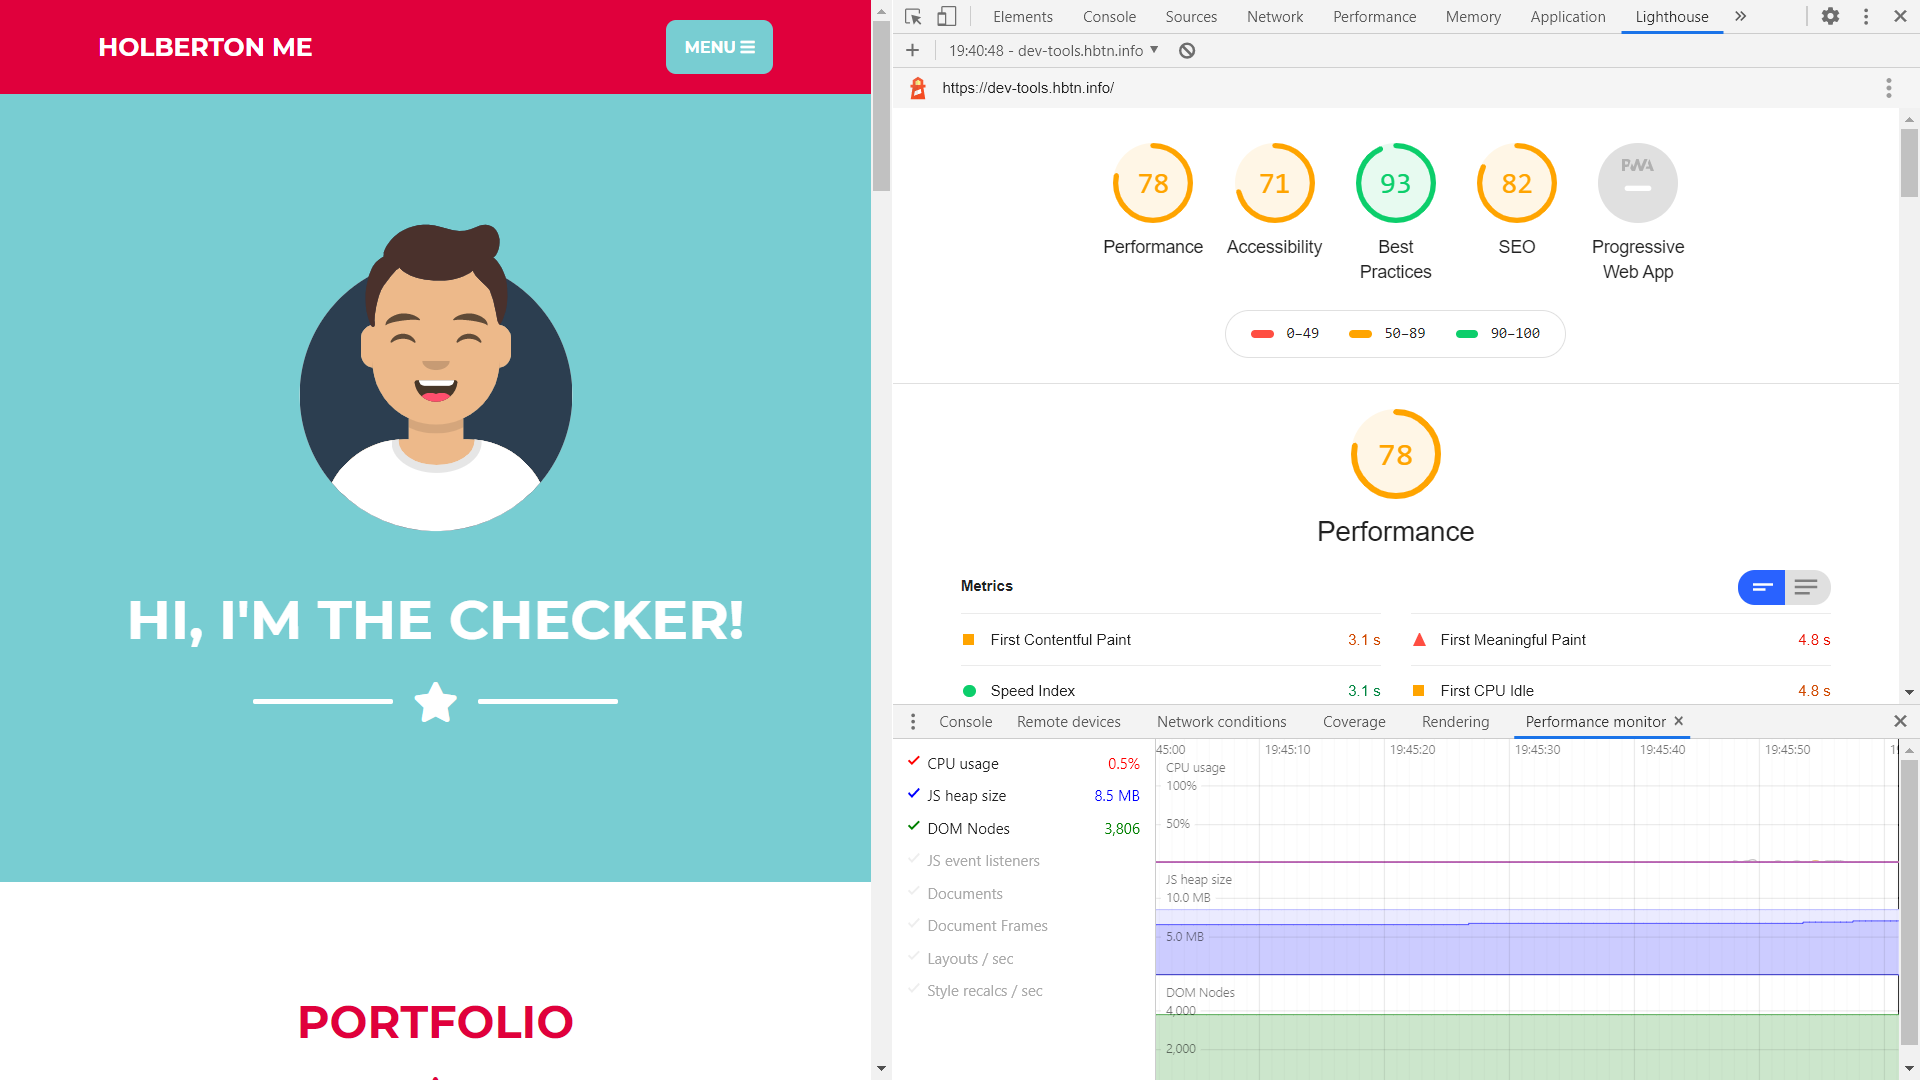 HOLBERTON ME
MENU
HI, I'M THE CHECKER!
PORTFOLIO
Elements Console Sources Network Performance Memory Application Lighthouse
19:40:48 - dev-tools.hbtn.info
https://dev-tools.hbtn.info/
78 71 93 82 PWA
Performance Accessibility Best Practices SEO Progressive Web App
0–49 50–89 90–100
78
Performance
Metrics
First Contentful Paint 3.1 s First Meaningful Paint 4.8 s
Speed Index 3.1 s First CPU Idle 4.8 s
Console Remote devices Network conditions Coverage Rendering Performance monitor
CPU usage 0.5%
JS heap size 8.5 MB
DOM Nodes 3,806
JS event listeners
Documents
Document Frames
Layouts / sec
Style recalcs / sec
45:00 19:45:10 19:45:20 19:45:30 19:45:40 19:45:50
CPU usage
100%
50%
JS heap size
10.0 MB
5.0 MB
DOM Nodes
4,000
2,000